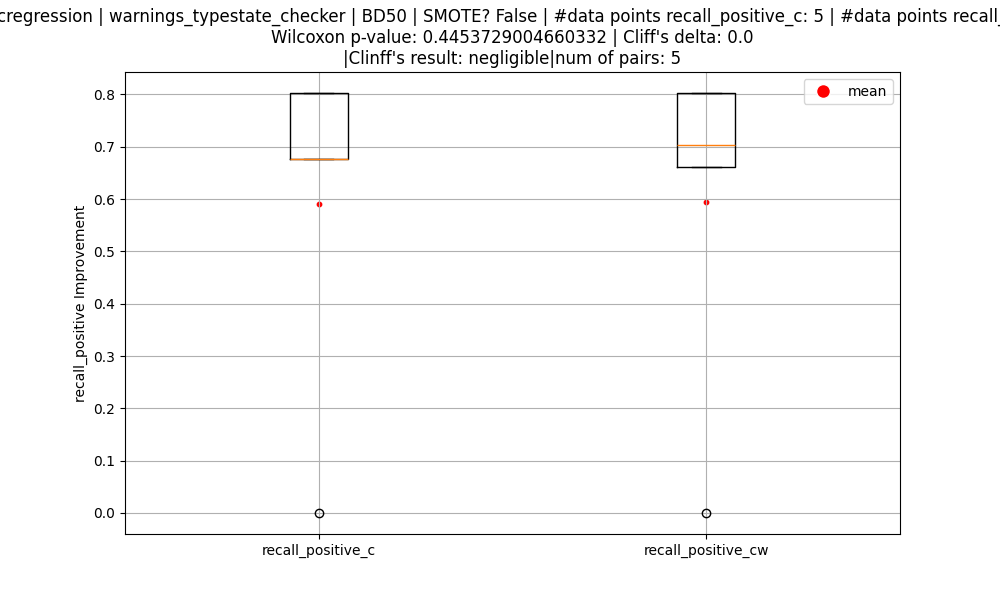 cregression | warnings_typestate_checker | BD50 | SMOTE? False | #data points recall_positive_c: 5 | #data points recall_
Wilcoxon p-value: 0.4453729004660332 | Cliff's delta: 0.0
|Clinff's result: negligible|num of pairs: 5
mean
recall_positive Improvement
0.8
0.7
0.6
0.5
0.4
0.3
0.2
0.1
0.0
recall_positive_c
recall_positive_cw